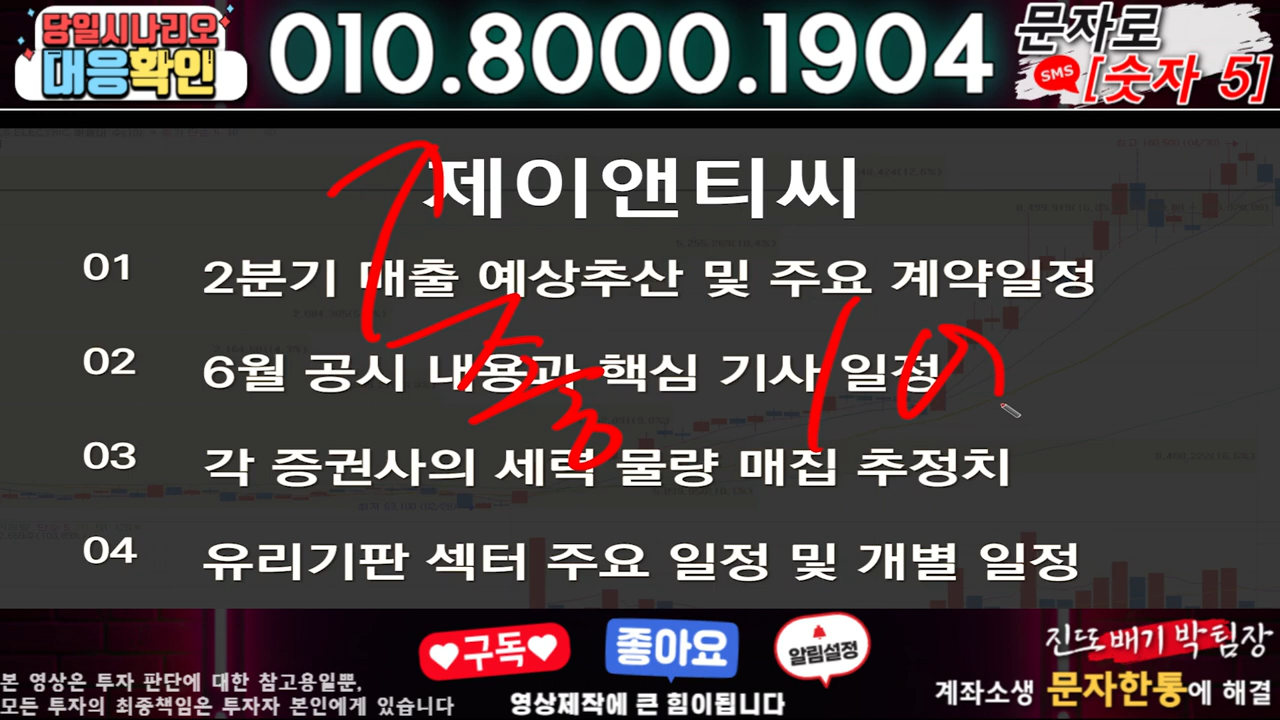 당일시나리오
대응확인
010.8000.1904
문자로
SMS [숫자 5]
제이앤티씨
01 2분기 매출 예상추산 및 주요 계약일정
02 6월 공시 내용과 핵심 기사 일정
03 각 증권사의 세력 물량 매집 추정치
04 유리기판 섹터 주요 일정 및 개별 일정
구독
좋아요
알림설정
본 영상은 투자 판단에 대한 참고용일뿐,
모든 투자의 최종책임은 투자자 본인에게 있습니다
영상제작에 큰 힘이됩니다
진또배기 박팀장
계좌소생 문자한통에 해결